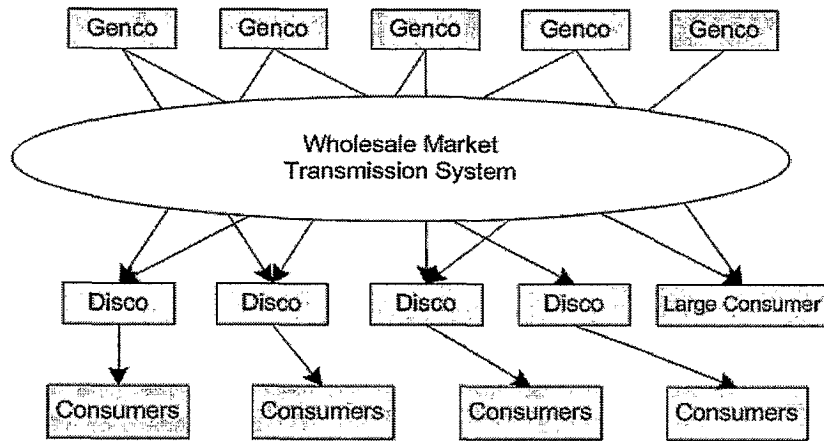 Genco
Genco
Genco
Genco
Genco
Wholesale Market
Transmission System
Disco
Disco
Disco
Disco
Large Consumer
Consumers
Consumers
Consumers
Consumers